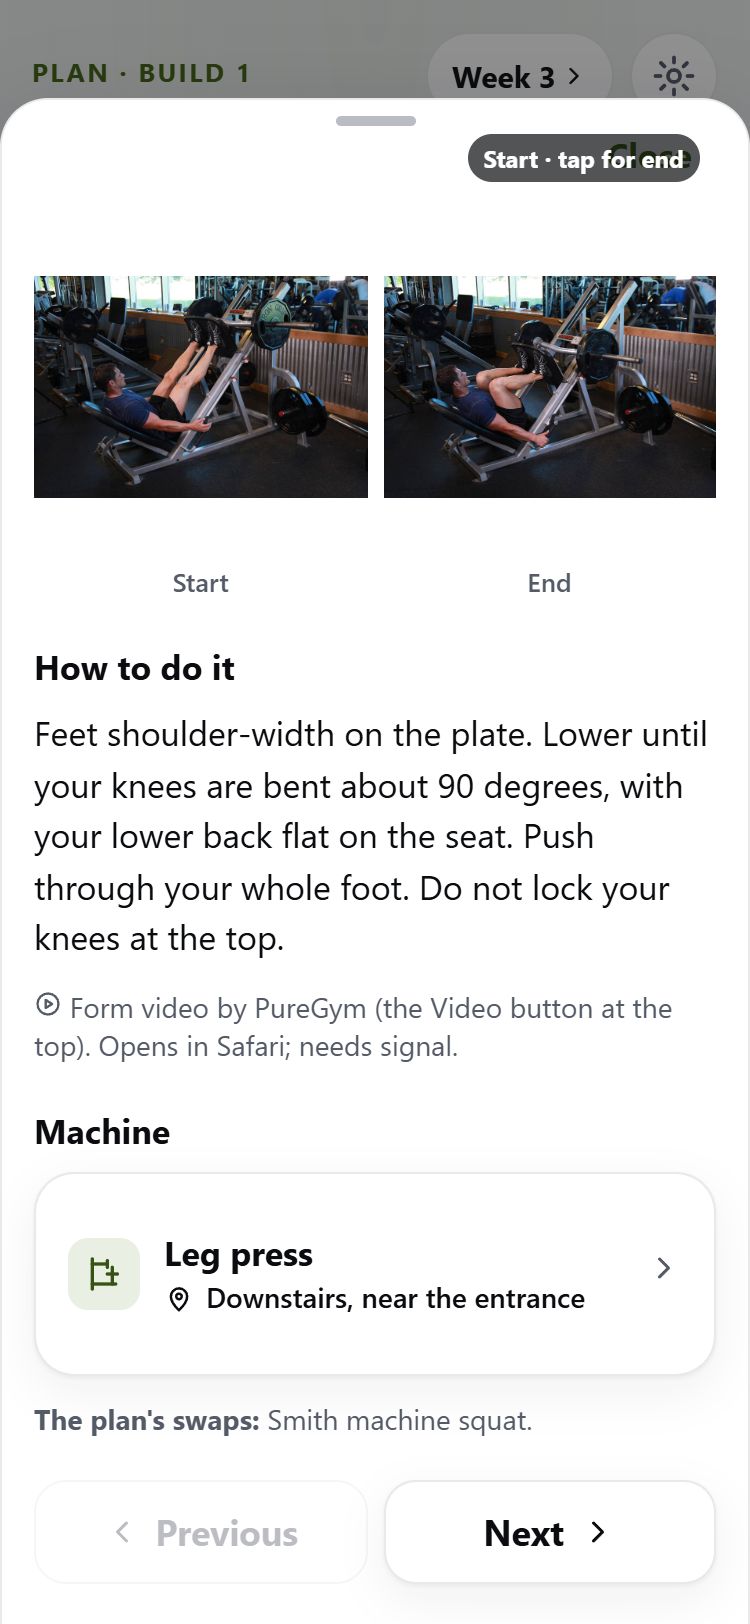 PLAN · BUILD 1
Week 3
Close
Start · tap for end
Start
End
How to do it
Feet shoulder-width on the plate. Lower until
your knees are bent about 90 degrees, with
your lower back flat on the seat. Push
through your whole foot. Do not lock your
knees at the top.
Form video by PureGym (the Video button at the
top). Opens in Safari; needs signal.
Machine
Leg press
Downstairs, near the entrance
The plan's swaps: Smith machine squat.
Previous
Next